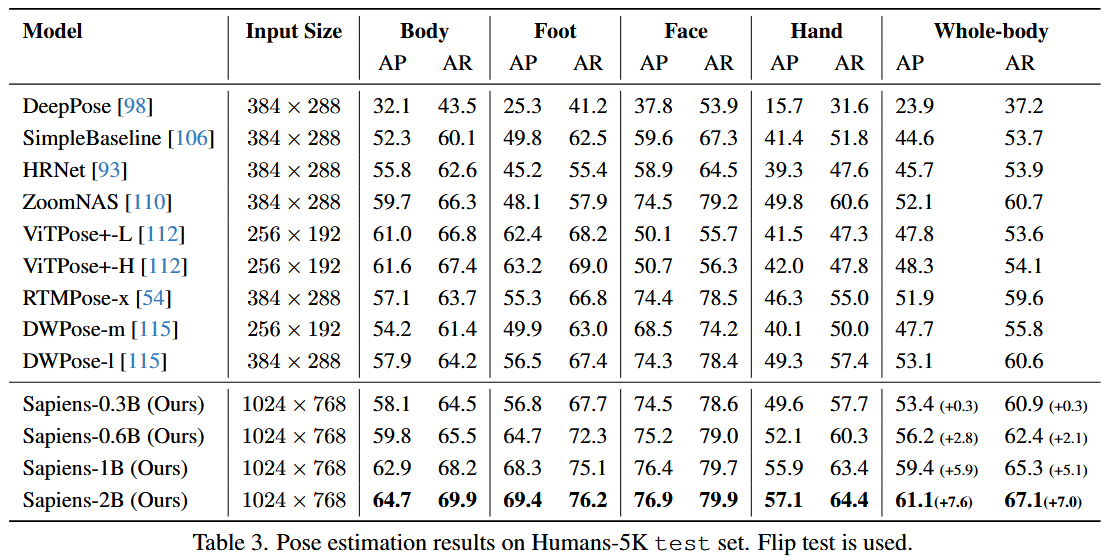 Model Input Size Body Foot Face Hand Whole-body
AP AR AP AR AP AR AP AR AP AR
DeepPose [98] 384 × 288 32.1 43.5 25.3 41.2 37.8 53.9 15.7 31.6 23.9 37.2
SimpleBaseline [106] 384 × 288 52.3 60.1 49.8 62.5 59.6 67.3 41.4 51.8 44.6 53.7
HRNet [93] 384 × 288 55.8 62.6 45.2 55.4 58.9 64.5 39.3 47.6 45.7 53.9
ZoomNAS [110] 384 × 288 59.7 66.3 48.1 57.9 74.5 79.2 49.8 60.6 52.1 60.7
ViTPose+-L [112] 256 × 192 61.0 66.8 62.4 68.2 50.1 55.7 41.5 47.3 47.8 53.6
ViTPose+-H [112] 256 × 192 61.6 67.4 63.2 69.0 50.7 56.3 42.0 47.8 48.3 54.1
RTMPose-x [54] 384 × 288 57.1 63.7 55.3 66.8 74.4 78.5 46.3 55.0 51.9 59.6
DWPose-m [115] 256 × 192 54.2 61.4 49.9 63.0 68.5 74.2 40.1 50.0 47.7 55.8
DWPose-l [115] 384 × 288 57.9 64.2 56.5 67.4 74.3 78.4 49.3 57.4 53.1 60.6
Sapiens-0.3B (Ours) 1024 × 768 58.1 64.5 56.8 67.7 74.5 78.6 49.6 57.7 53.4 (+0.3) 60.9 (+0.3)
Sapiens-0.6B (Ours) 1024 × 768 59.8 65.5 64.7 72.3 75.2 79.0 52.1 60.3 56.2 (+2.8) 62.4 (+2.1)
Sapiens-1B (Ours) 1024 × 768 62.9 68.2 68.3 75.1 76.4 79.7 55.9 63.4 59.4 (+5.9) 65.3 (+5.1)
Sapiens-2B (Ours) 1024 × 768 64.7 69.9 69.4 76.2 76.9 79.9 57.1 64.4 61.1(+7.6) 67.1(+7.0)
Table 3. Pose estimation results on Humans-5K test set. Flip test is used.